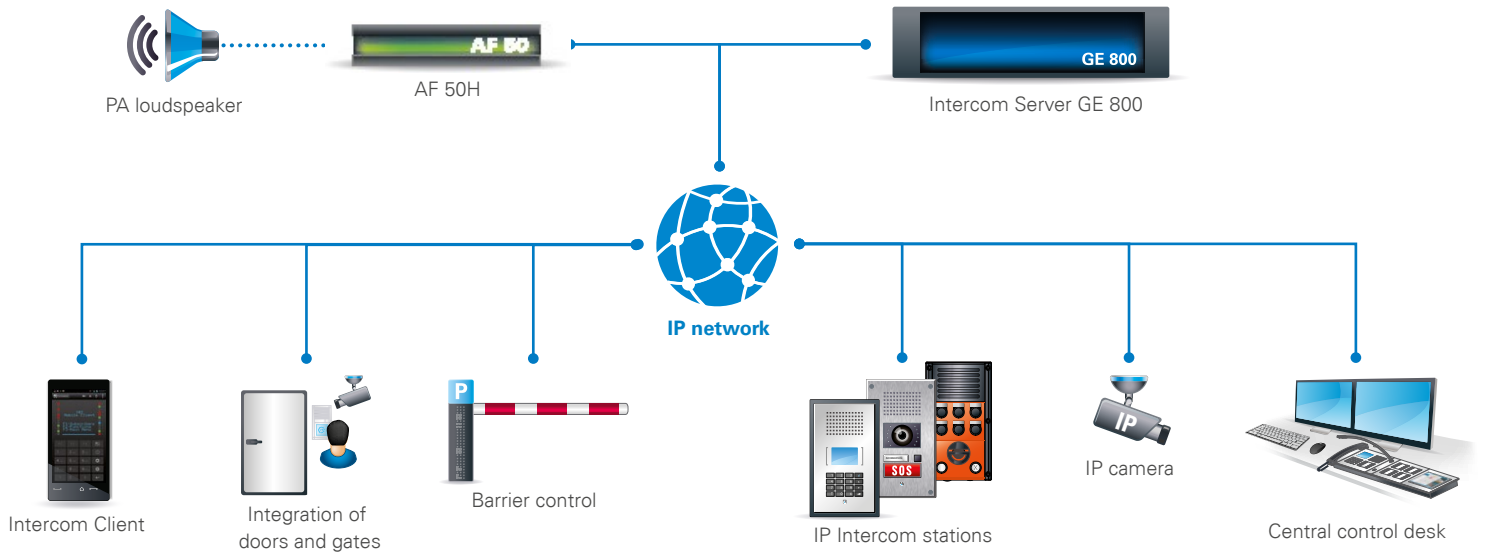 AF 50
GE 800
PA loudspeaker
AF 50H
Intercom Server GE 800
IP network
P
SOS
IP
Intercom Client
Integration of
doors and gates
Barrier control
IP Intercom stations
IP camera
Central control desk